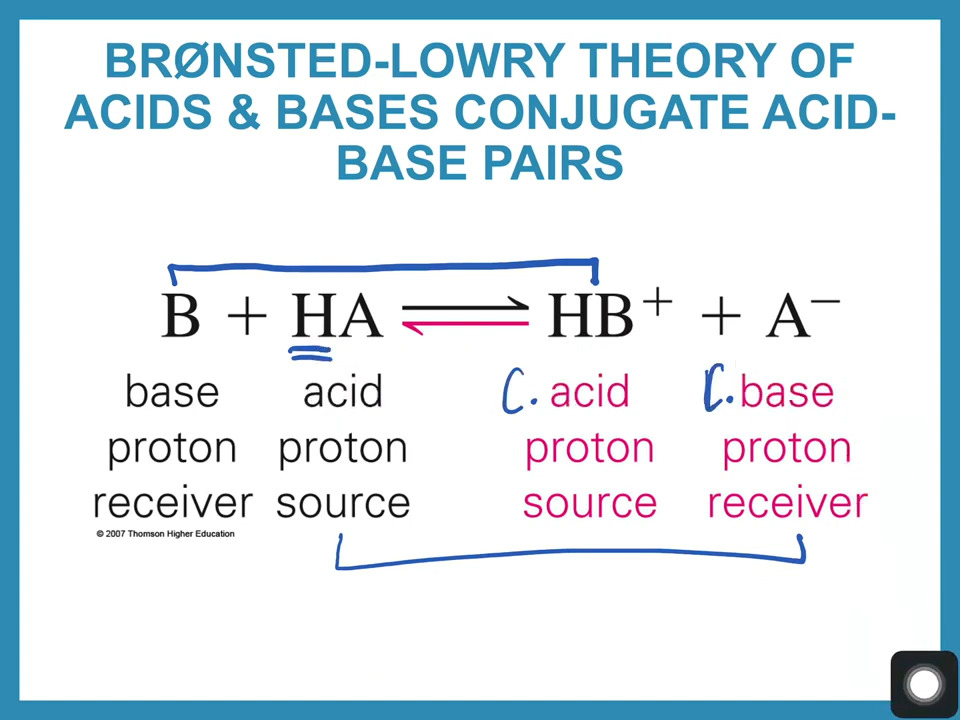 BRØNSTED-LOWRY THEORY OF
ACIDS & BASES CONJUGATE ACID-
BASE PAIRS
B + HA ⇌ HB⁺ + A⁻
base acid C. acid C. base
proton proton proton proton
receiver source source receiver
© 2007 Thomson Higher Education